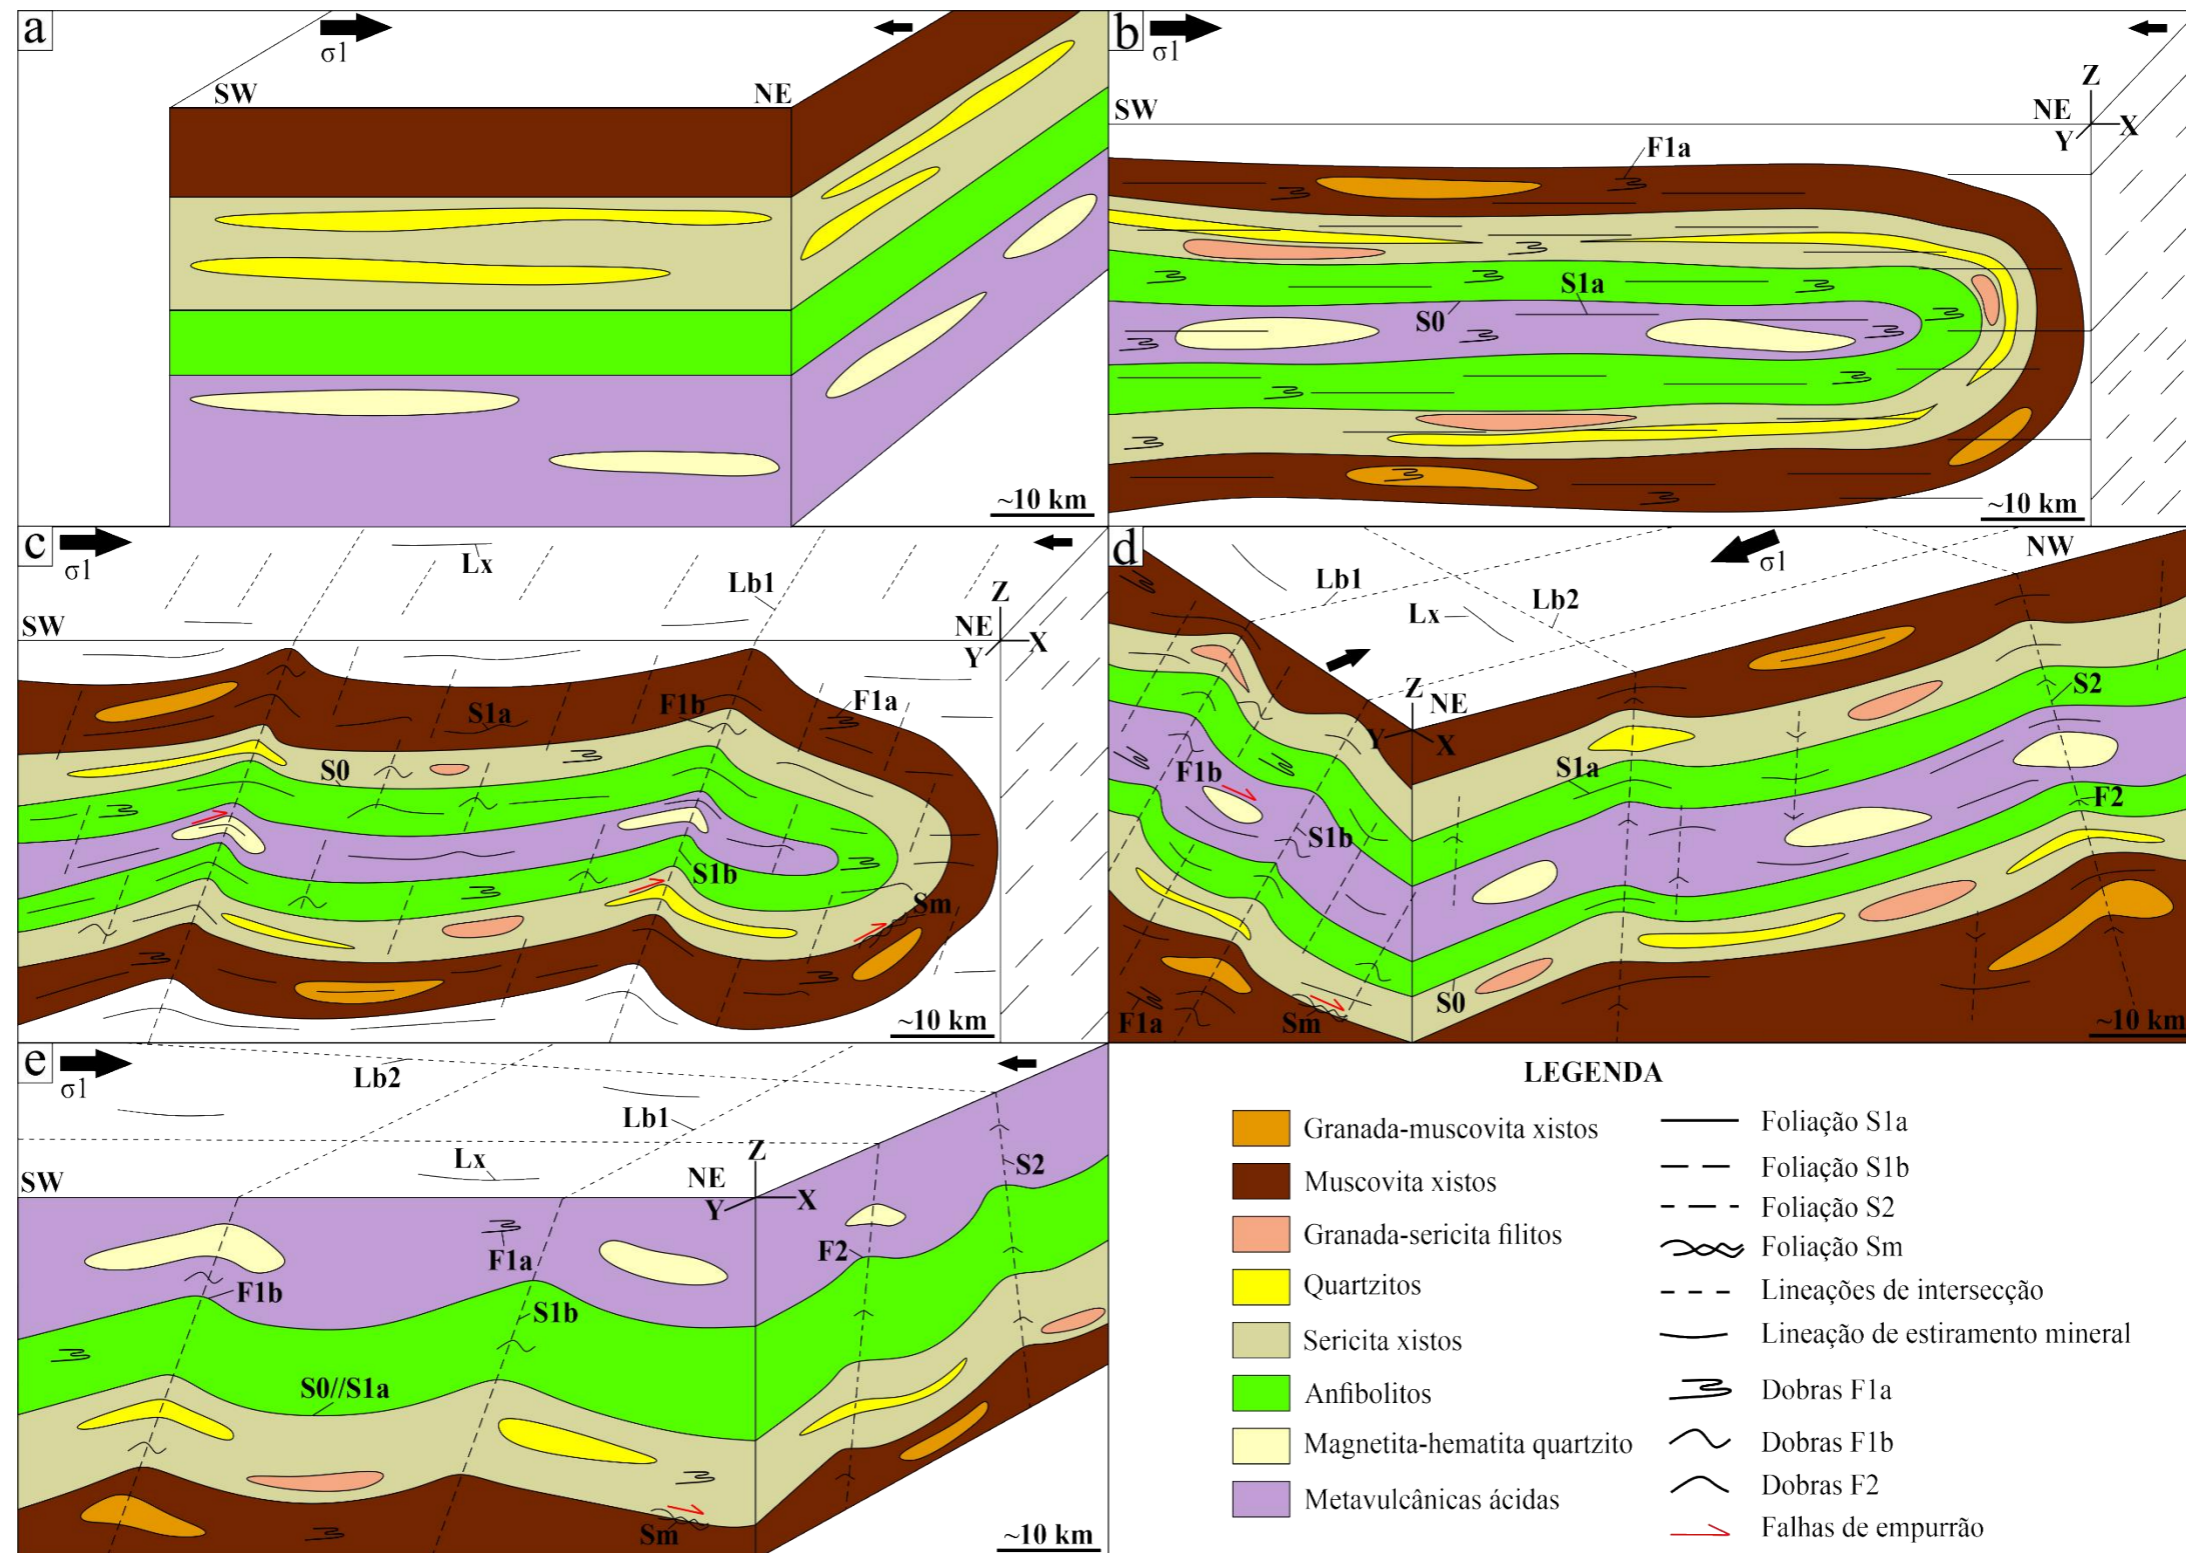 a
σ1
SW
NE
~10 km
b
σ1
SW
NE
Z
Y
X
F1a
S1a
S0
~10 km
c
σ1
Lx
Lb1
SW
NE
Z
Y
X
S1a
F1b
F1a
S0
S1b
Sm
~10 km
d
σ1
NW
Lb1
Lx
Lb2
Z
NE
Y
X
S2
S1a
F1b
F2
S1b
F1a
Sm
S0
~10 km
e
σ1
Lb2
Lb1
Lx
SW
NE
Z
Y
X
S2
F1a
F2
F1b
S1b
S0//S1a
Sm
~10 km
LEGENDA
Granada-muscovita xistos
Muscovita xistos
Granada-sericita filitos
Quartzitos
Sericita xistos
Anfibolitos
Magnetita-hematita quartzito
Metavulcânicas ácidas
Foliação S1a
Foliação S1b
Foliação S2
Foliação Sm
Lineações de intersecção
Lineação de estiramento mineral
Dobras F1a
Dobras F1b
Dobras F2
Falhas de empurrão